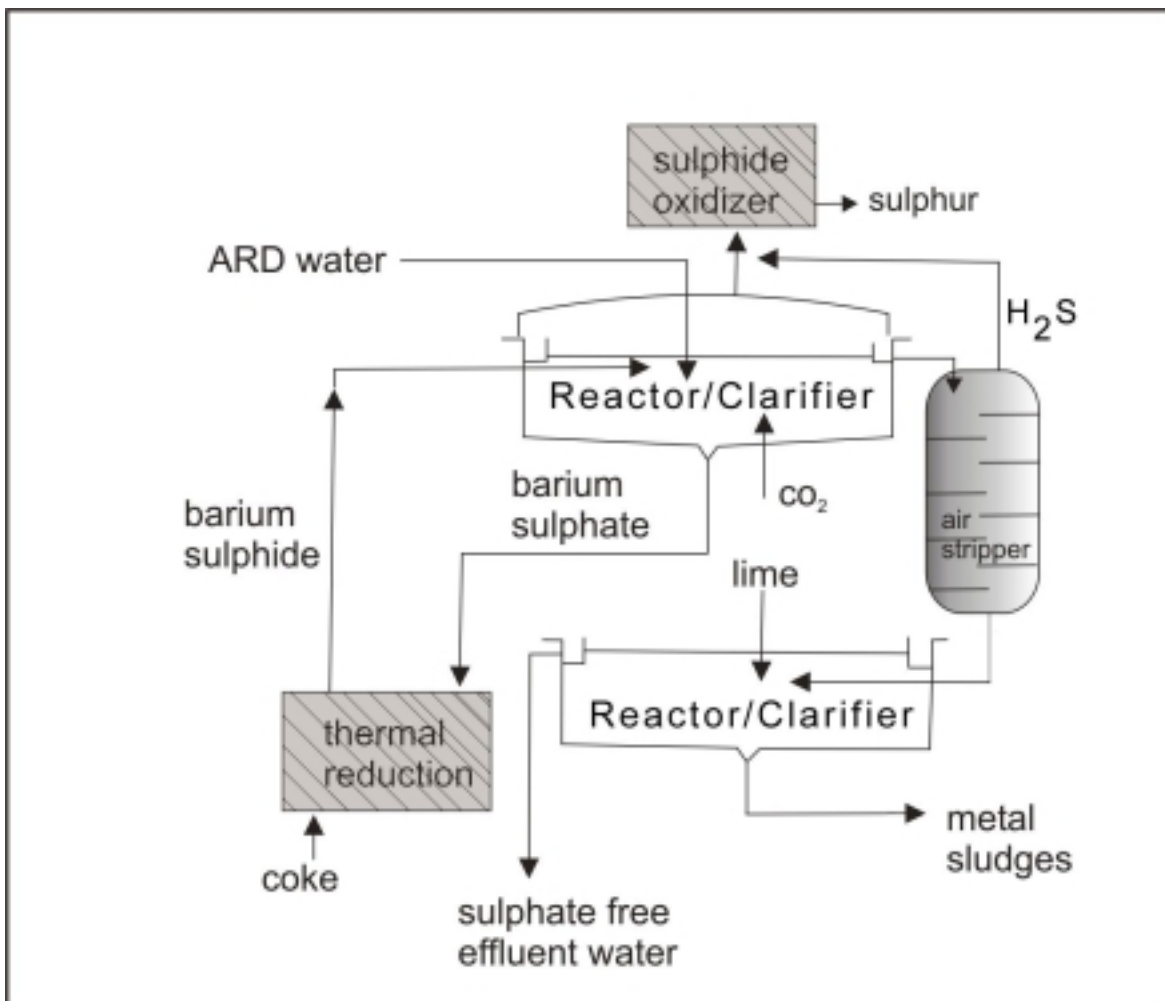 sulphide
oxidizer
sulphur
ARD water
H₂S
Reactor/Clarifier
barium
sulphide
barium
sulphate
co₂
air
stripper
lime
Reactor/Clarifier
thermal
reduction
coke
metal
sludges
sulphate free
effluent water